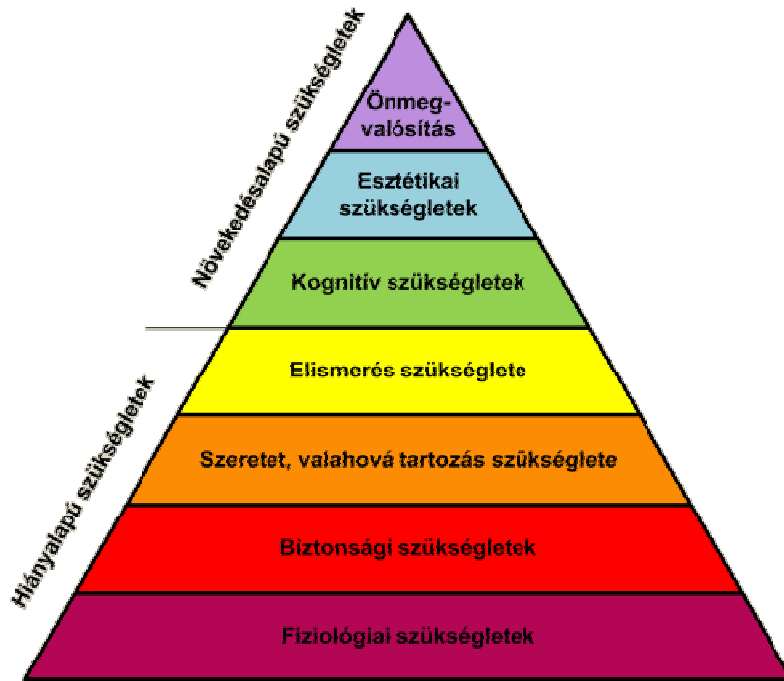 Önmeg-
valósítás
Esztétikai
szükségletek
Kognitív szükségletek
Elismerés szükséglete
Szeretet, valahová tartozás szükséglete
Biztonsági szükségletek
Fiziológiai szükségletek
Növekedésalapú szükségletek
Hiányalapú szükségletek